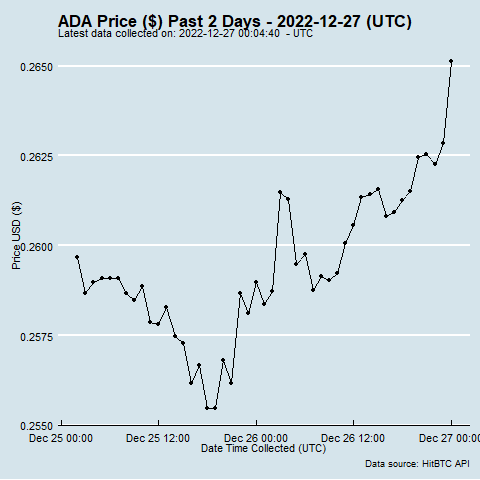 ADA Price ($) Past 2 Days - 2022-12-27 (UTC)
Latest data collected on: 2022-12-27 00:04:40 - UTC
0.2650
0.2625
0.2600
0.2575
0.2550
Price USD ($)
Dec 25 00:00 Dec 25 12:00 Dec 26 00:00 Dec 26 12:00 Dec 27 00:00
Date Time Collected (UTC)
Data source: HitBTC API